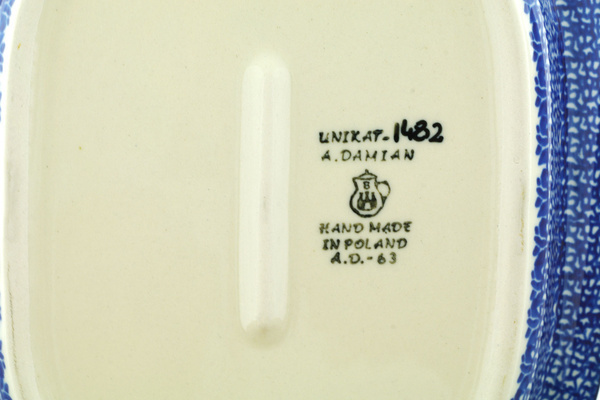 UNIKAT-1482
A. DAMIAN
B
HAND MADE
IN POLAND
A.D.-63